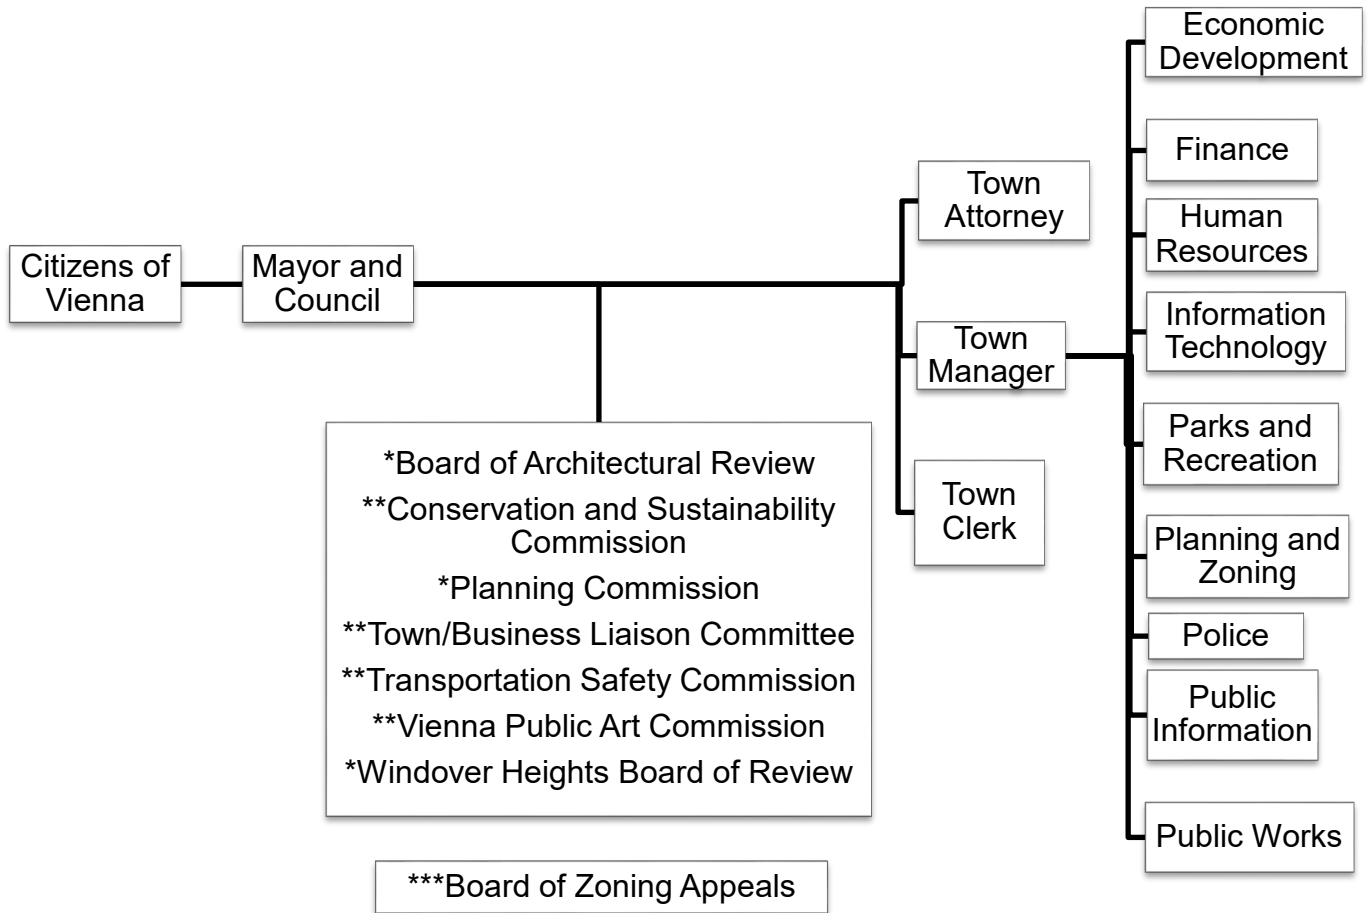 Citizens of
Vienna
Mayor and
Council
*Board of Architectural Review
**Conservation and Sustainability
Commission
*Planning Commission
**Town/Business Liaison Committee
**Transportation Safety Commission
**Vienna Public Art Commission
*Windover Heights Board of Review
***Board of Zoning Appeals
Town
Attorney
Town
Manager
Town
Clerk
Economic
Development
Finance
Human
Resources
Information
Technology
Parks and
Recreation
Planning and
Zoning
Police
Public
Information
Public Works